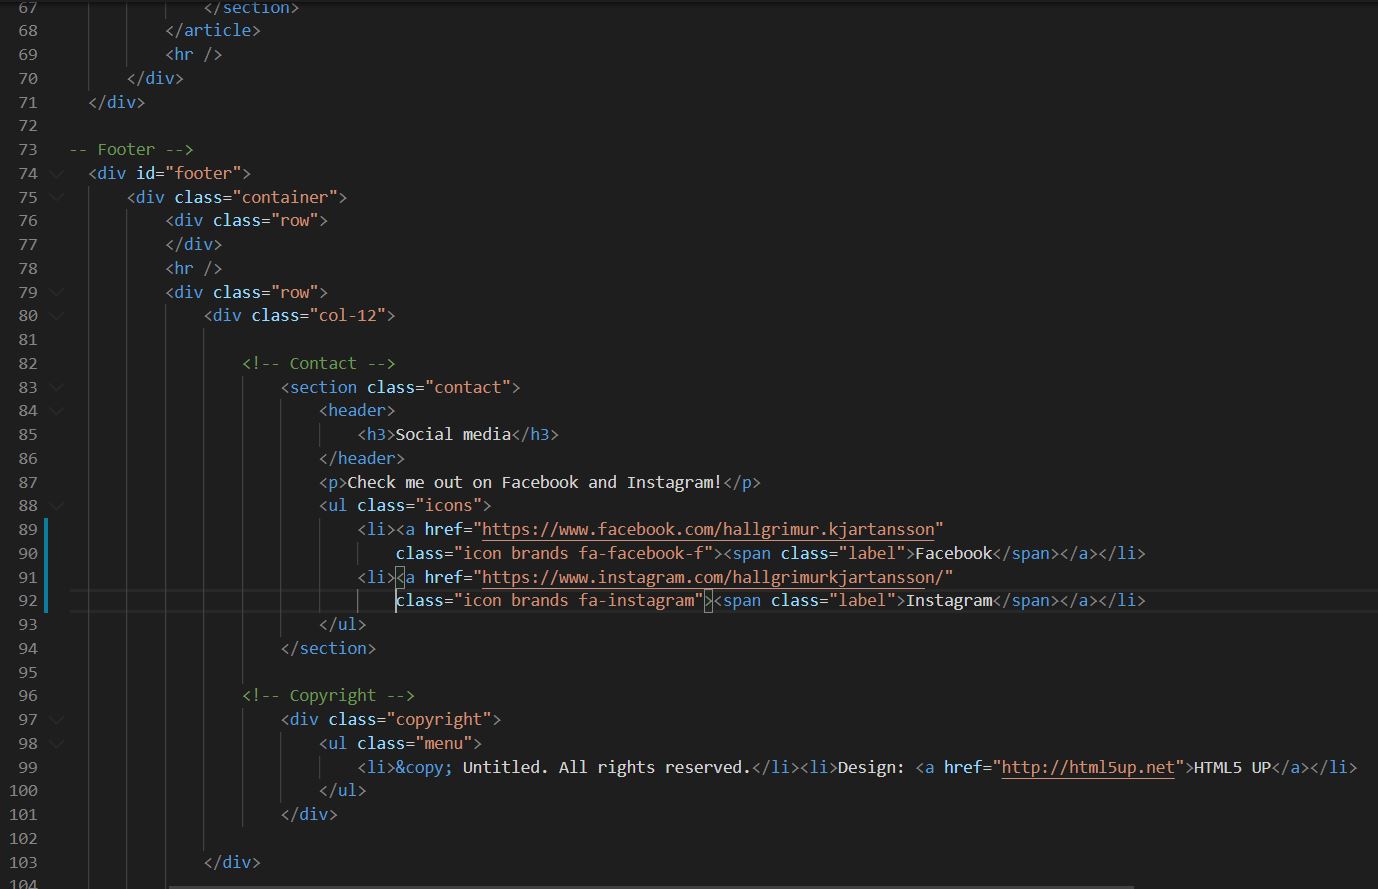 67 </section>
68 </article>
69 <hr />
70 </div>
71 </div>
72
73 -- Footer -->
74 <div id="footer">
75 <div class="container">
76 <div class="row">
77 </div>
78 <hr />
79 <div class="row">
80 <div class="col-12">
81
82 <!-- Contact -->
83 <section class="contact">
84 <header>
85 <h3>Social media</h3>
86 </header>
87 <p>Check me out on Facebook and Instagram!</p>
88 <ul class="icons">
89 <li><a href="https://www.facebook.com/hallgrimur.kjartansson"
90 class="icon brands fa-facebook-f"><span class="label">Facebook</span></a></li>
91 <li><a href="https://www.instagram.com/hallgrimurkjartansson/"
92 class="icon brands fa-instagram"><span class="label">Instagram</span></a></li>
93 </ul>
94 </section>
95
96 <!-- Copyright -->
97 <div class="copyright">
98 <ul class="menu">
99 <li>&copy; Untitled. All rights reserved.</li><li>Design: <a href="http://html5up.net">HTML5 UP</a></li>
100 </ul>
101 </div>
102
103 </div>
104